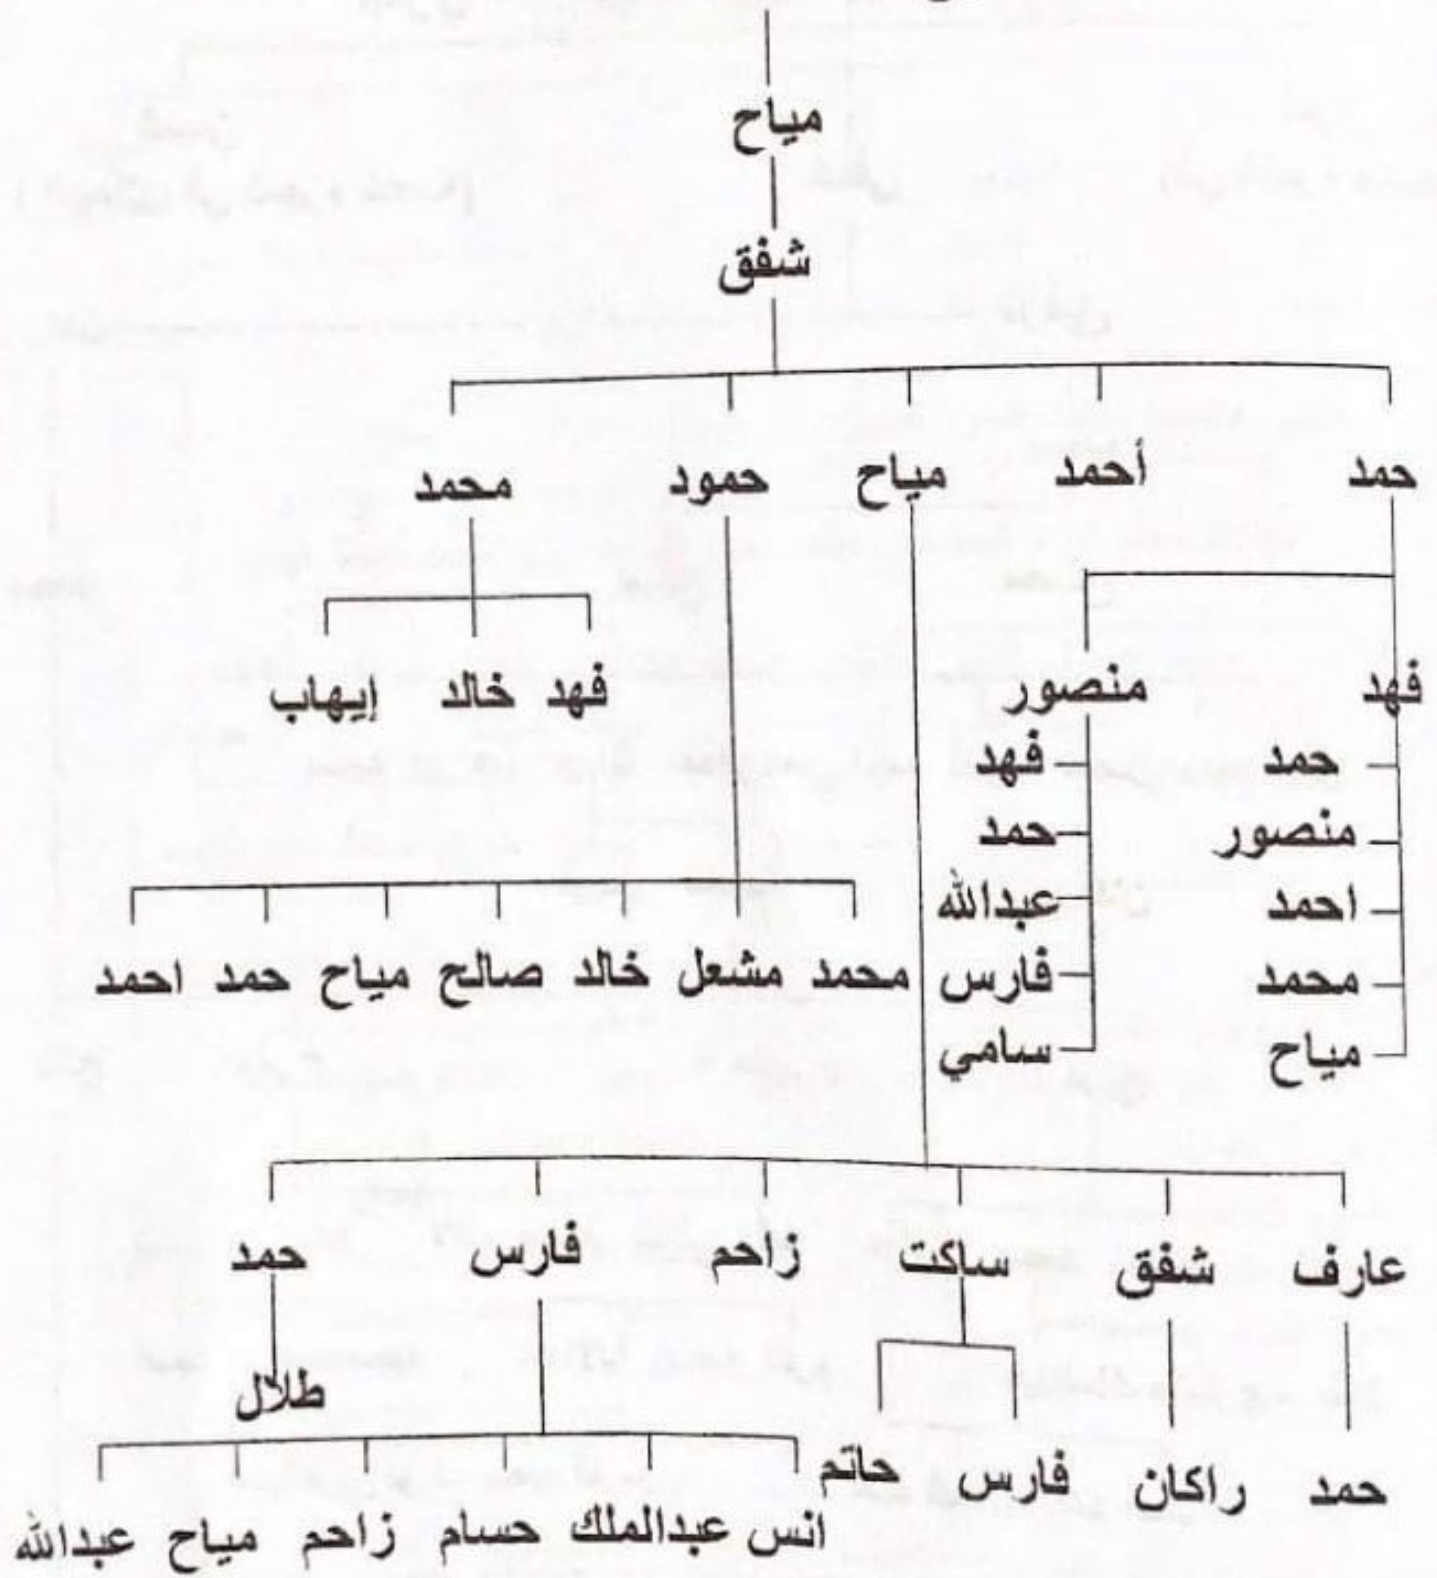 مياح
شفق
حمد أحمد مياح حمود محمد
فهد منصور فهد خالد إيهاب
حمد فهد
منصور حمد
احمد عبدالله
محمد فارس محمد مشعل خالد صالح مياح حمد احمد
مياح سامي
عارف شفق ساكت زاحم فارس حمد
طلال
حمد راكان فارس حاتم
انس عبدالملك حسام زاحم مياح عبدالله